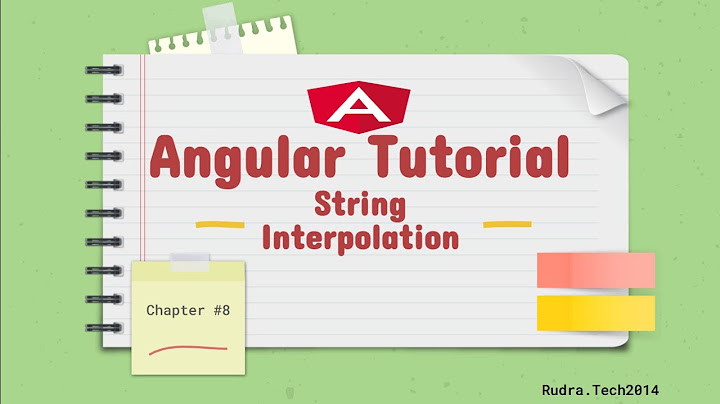 A
Angular Tutorial
String
Interpolation
Chapter #8
Rudra.Tech2014